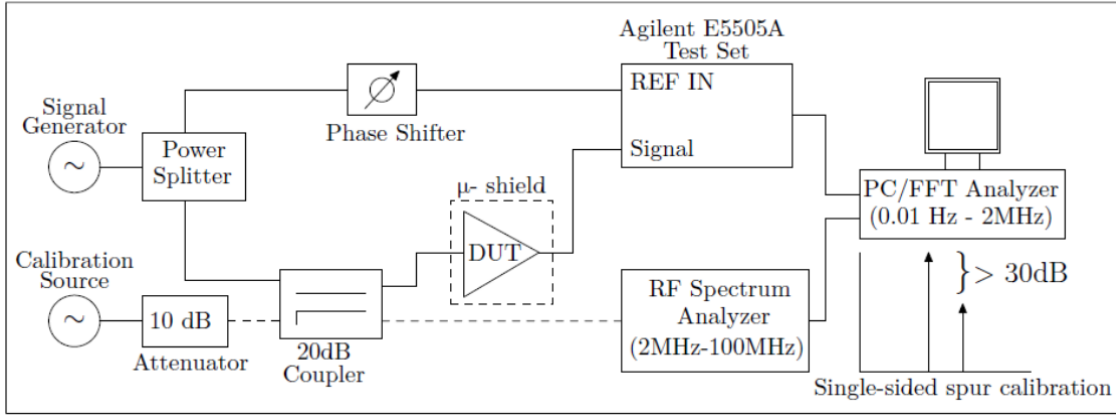 Agilent E5505A
Test Set
REF IN
Signal
Signal
Generator
~
Power
Splitter
Phase Shifter
μ- shield
DUT
PC/FFT Analyzer
(0.01 Hz - 2MHz)
Calibration
Source
~
10 dB
Attenuator
20dB
Coupler
RF Spectrum
Analyzer
(2MHz-100MHz)
} > 30dB
Single-sided spur calibration